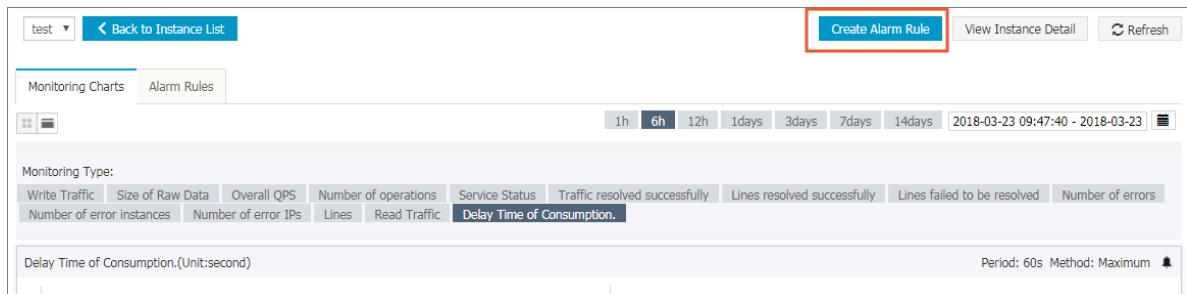 test Back to Instance List Create Alarm Rule View Instance Detail Refresh
Monitoring Charts Alarm Rules
1h 6h 12h 1days 3days 7days 14days 2018-03-23 09:47:40 - 2018-03-23
Monitoring Type:
Write Traffic Size of Raw Data Overall QPS Number of operations Service Status Traffic resolved successfully Lines resolved successfully Lines failed to be resolved Number of errors
Number of error instances Number of error IPs Lines Read Traffic Delay Time of Consumption.
Delay Time of Consumption.(Unit:second) Period: 60s Method: Maximum